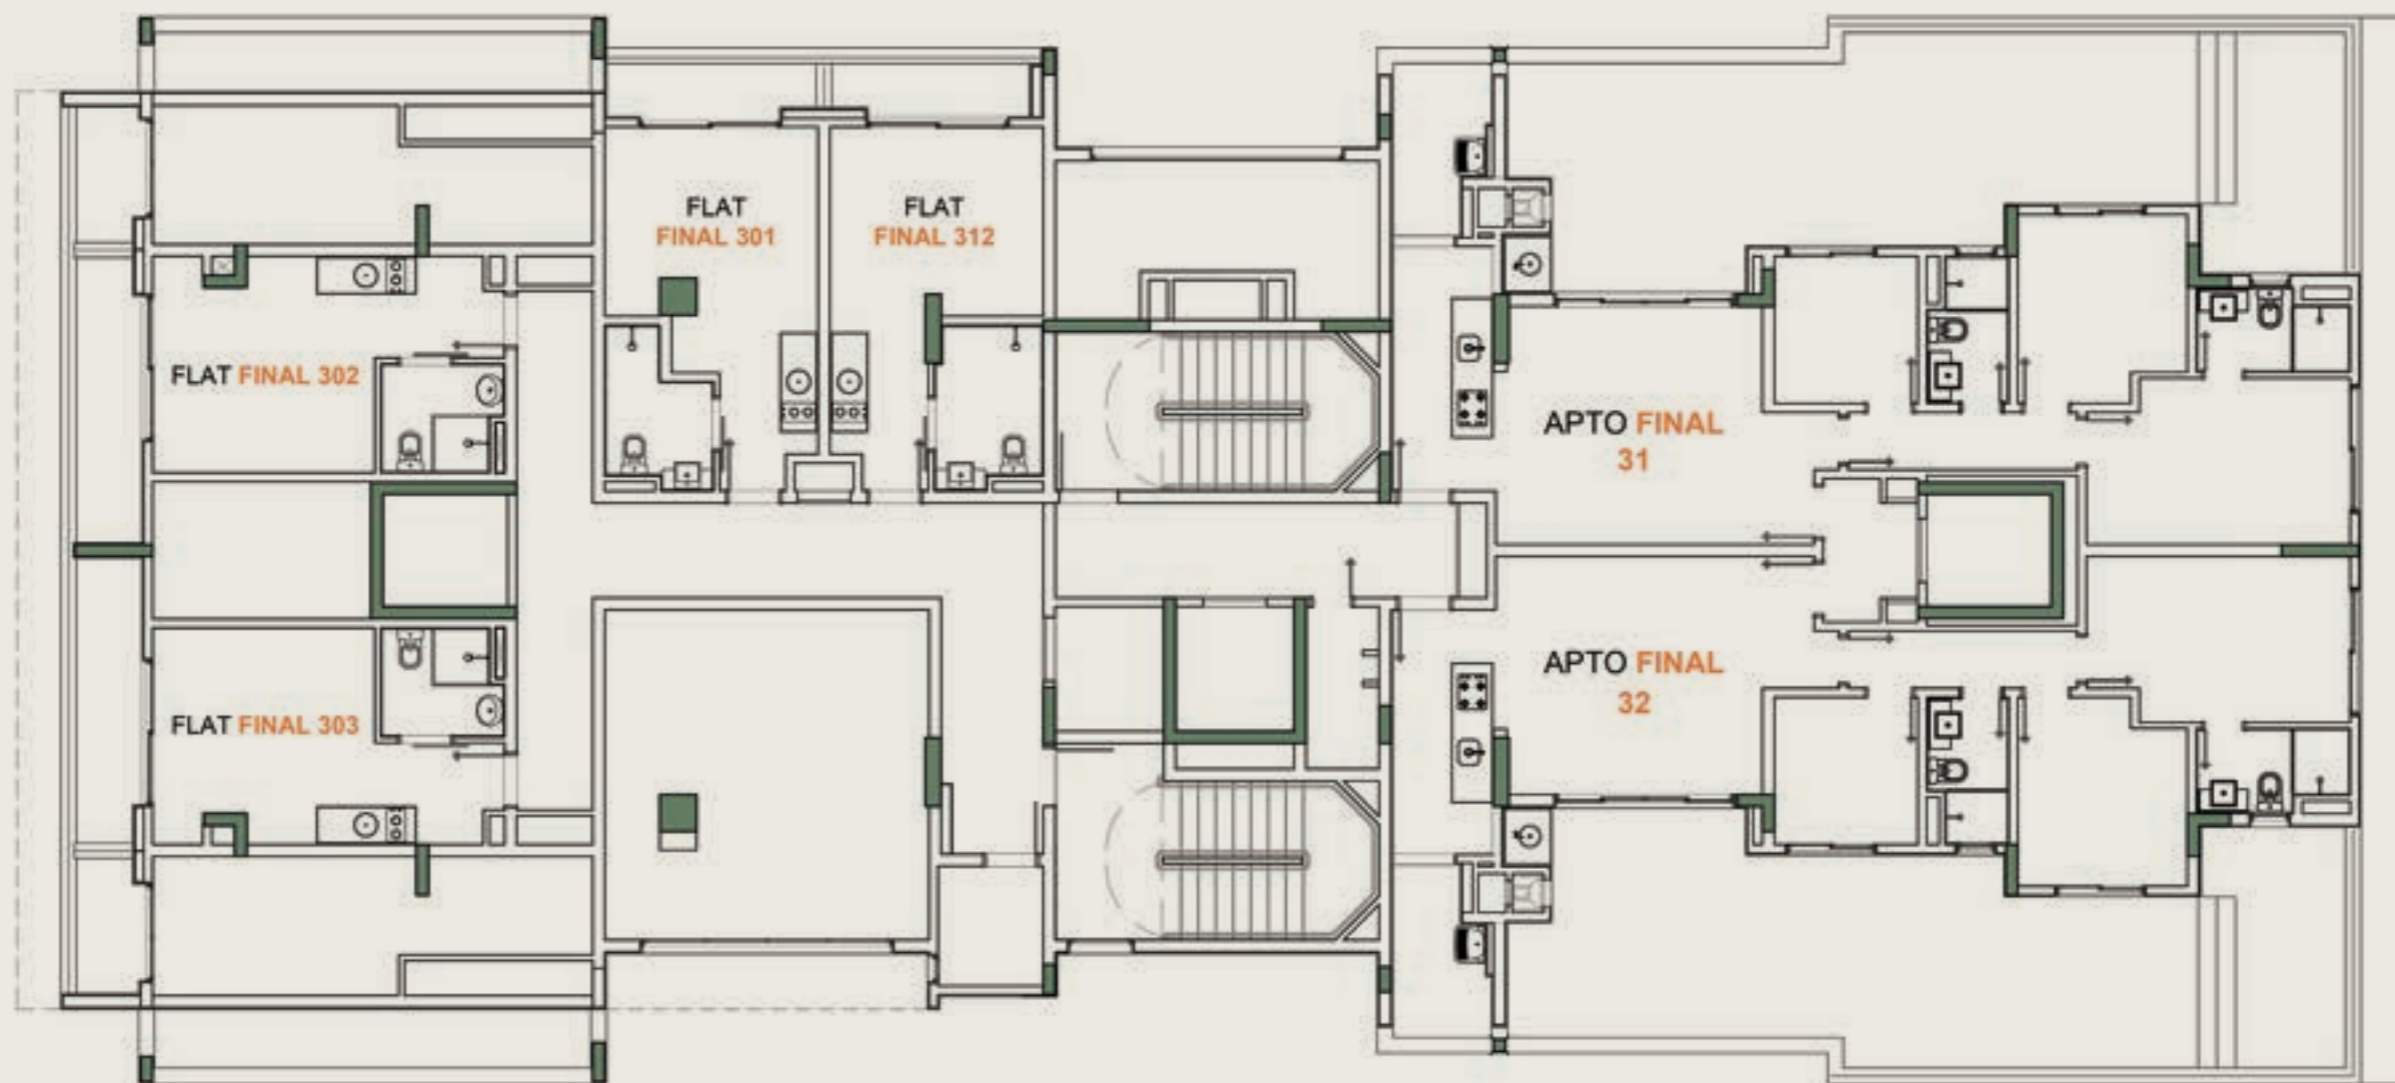 FLAT
FINAL 301
FLAT
FINAL 312
FLAT FINAL 302
APTO FINAL
31
APTO FINAL
32
FLAT FINAL 303